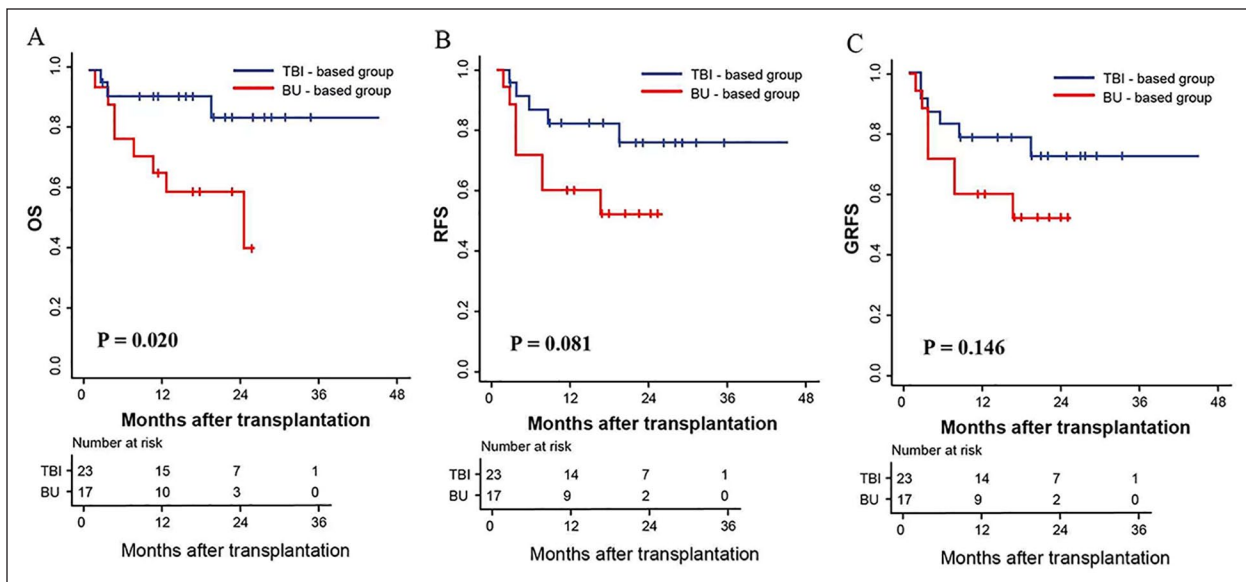 A
1.0
0.8
0.6
0.4
0.2
0.0
OS
TBI - based group
BU - based group
P = 0.020
0 12 24 36 48
Months after transplantation
Number at risk
TBI 23 15 7 1
BU 17 10 3 0
0 12 24 36
Months after transplantation
B
1.0
0.8
0.6
0.4
0.2
0.0
RFS
TBI - based group
BU - based group
P = 0.081
0 12 24 36 48
Months after transplantation
Number at risk
TBI 23 14 7 1
BU 17 9 2 0
0 12 24 36
Months after transplantation
C
1.0
0.8
0.6
0.4
0.2
0.0
GRFS
TBI - based group
BU - based group
P = 0.146
0 12 24 36 48
Months after transplantation
Number at risk
TBI 23 14 7 1
BU 17 9 2 0
0 12 24 36
Months after transplantation